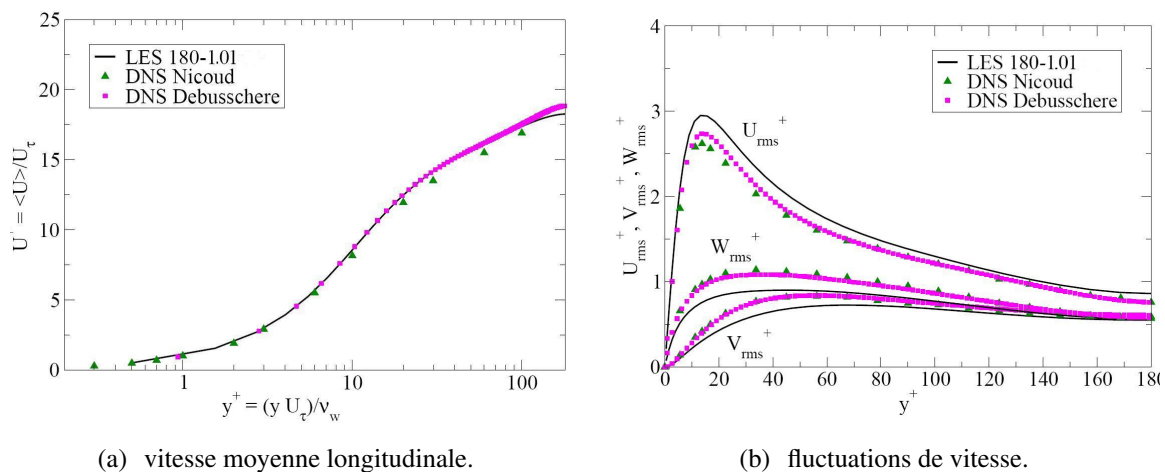 25
20
15
10
5
0
U' = <U>/U_τ
LES 180-1.01
DNS Nicoud
DNS Debusschere
1
10
100
y+ = (y U_τ)/ν_w
(a) vitesse moyenne longitudinale.
4
3
2
1
0
U_rms+, V_rms+, W_rms+
LES 180-1.01
DNS Nicoud
DNS Debusschere
U_rms+
W_rms+
V_rms+
0 20 40 60 80 100 120 140 160 180
y+
(b) fluctuations de vitesse.